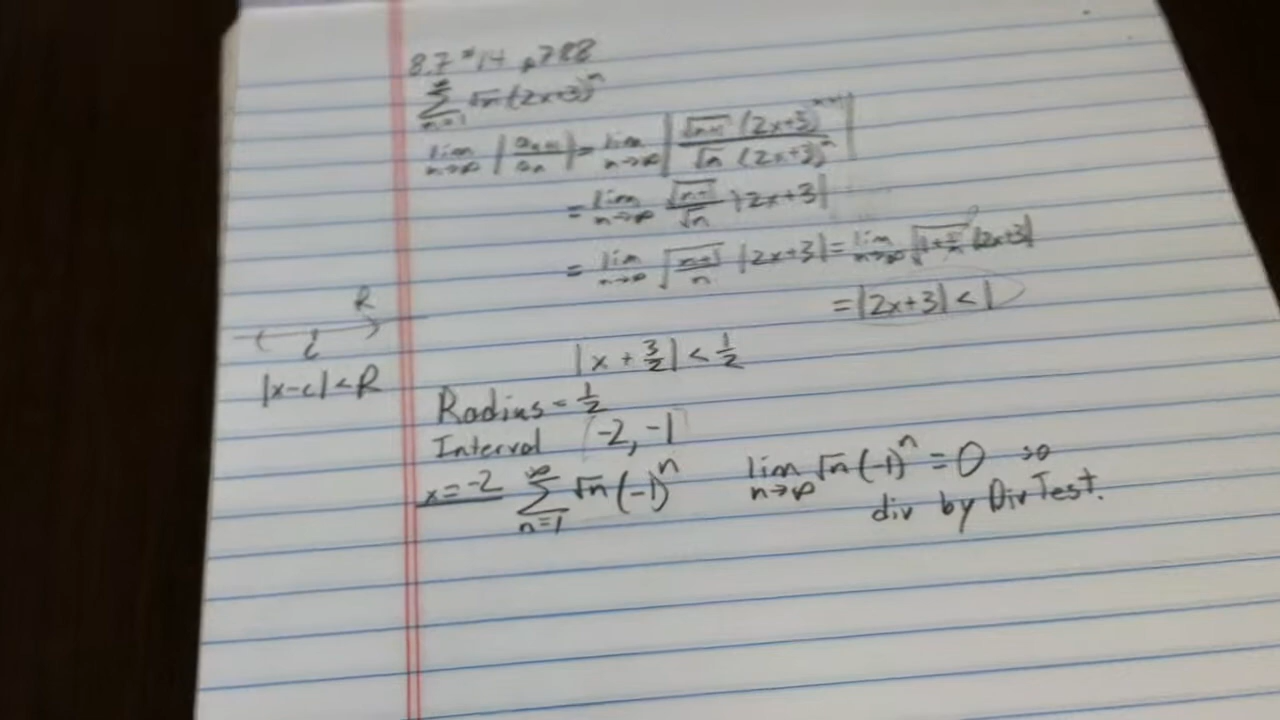 8.7 #14 p788
∞ ∑ n=1 √n (2x+3)^n
lim n→∞ |a_{n+1}/a_n| = lim n→∞ |√(n+1) (2x+3)^{n+1} / √n (2x+3)^n|
= lim n→∞ √(n+1)/√n |2x+3|
= lim n→∞ √((n+1)/n) |2x+3| = lim n→∞ √(1+1/n) |2x+3|
= |2x+3| < 1
R
c
|x-c| < R
|x + 3/2| < 1/2
Radius = 1/2
Interval (-2, -1)
x = -2 ∞ ∑ n=1 √n (-1)^n lim n→∞ √n (-1)^n = 0 so
div by Div Test.